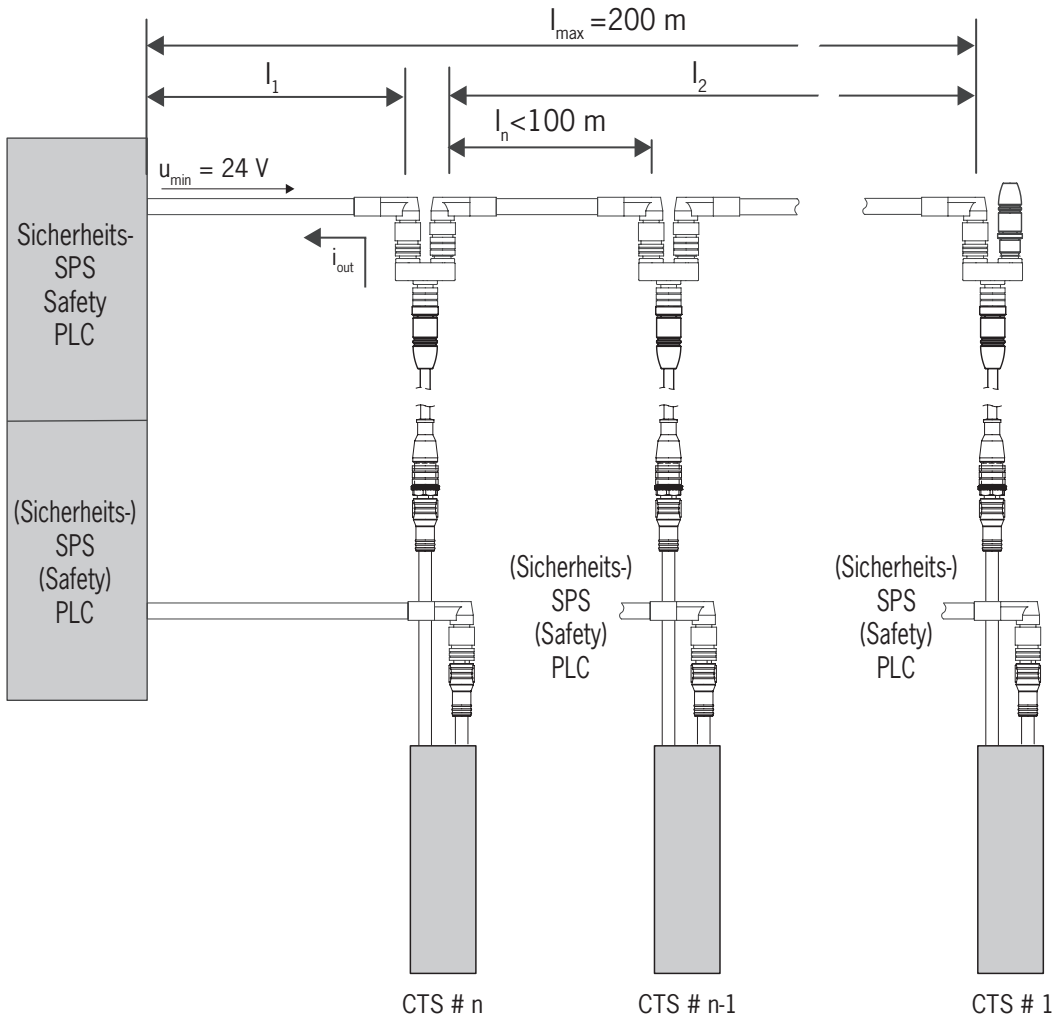 l_max =200 m
l_1
l_2
l_n<100 m
u_min = 24 V
i_out
Sicherheits-
SPS
Safety
PLC
(Sicherheits-)
SPS
(Safety)
PLC
(Sicherheits-)
SPS
(Safety)
PLC
(Sicherheits-)
SPS
(Safety)
PLC
CTS # n
CTS # n-1
CTS # 1